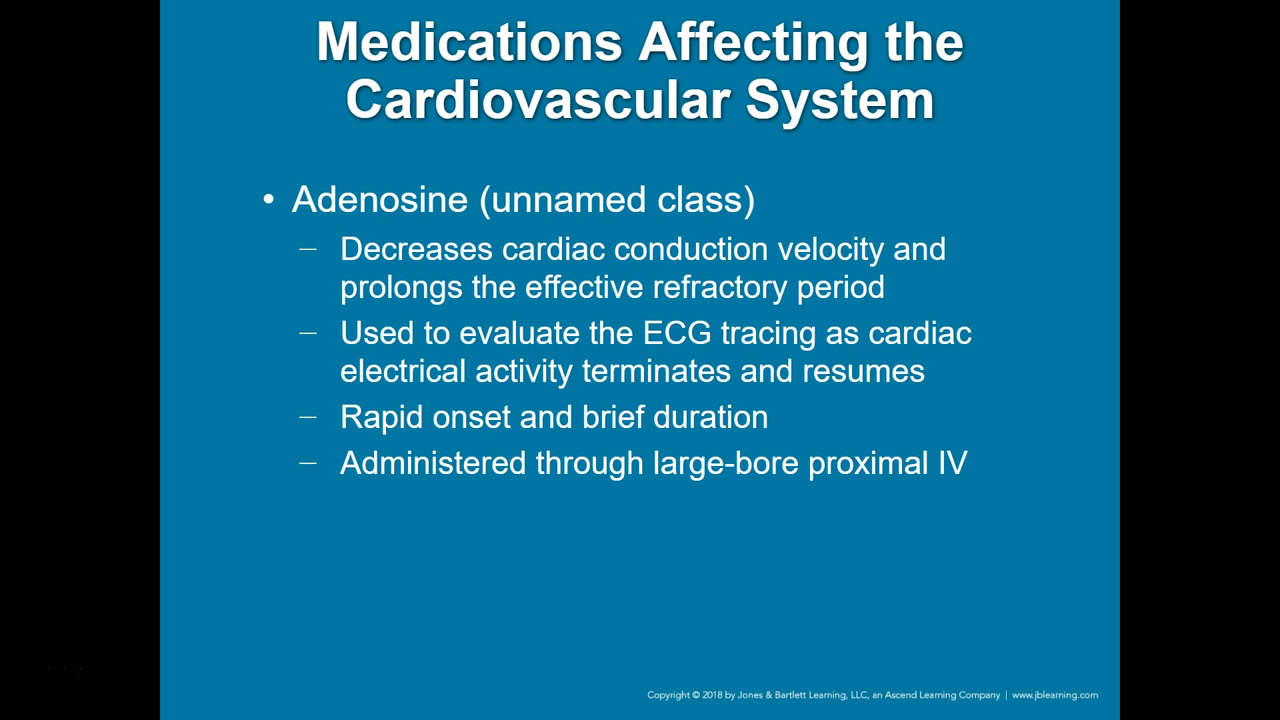 Medications Affecting the
Cardiovascular System
• Adenosine (unnamed class)
– Decreases cardiac conduction velocity and
prolongs the effective refractory period
– Used to evaluate the ECG tracing as cardiac
electrical activity terminates and resumes
– Rapid onset and brief duration
– Administered through large-bore proximal IV
Copyright © 2018 by Jones & Bartlett Learning, LLC, an Ascend Learning Company | www.jblearning.com